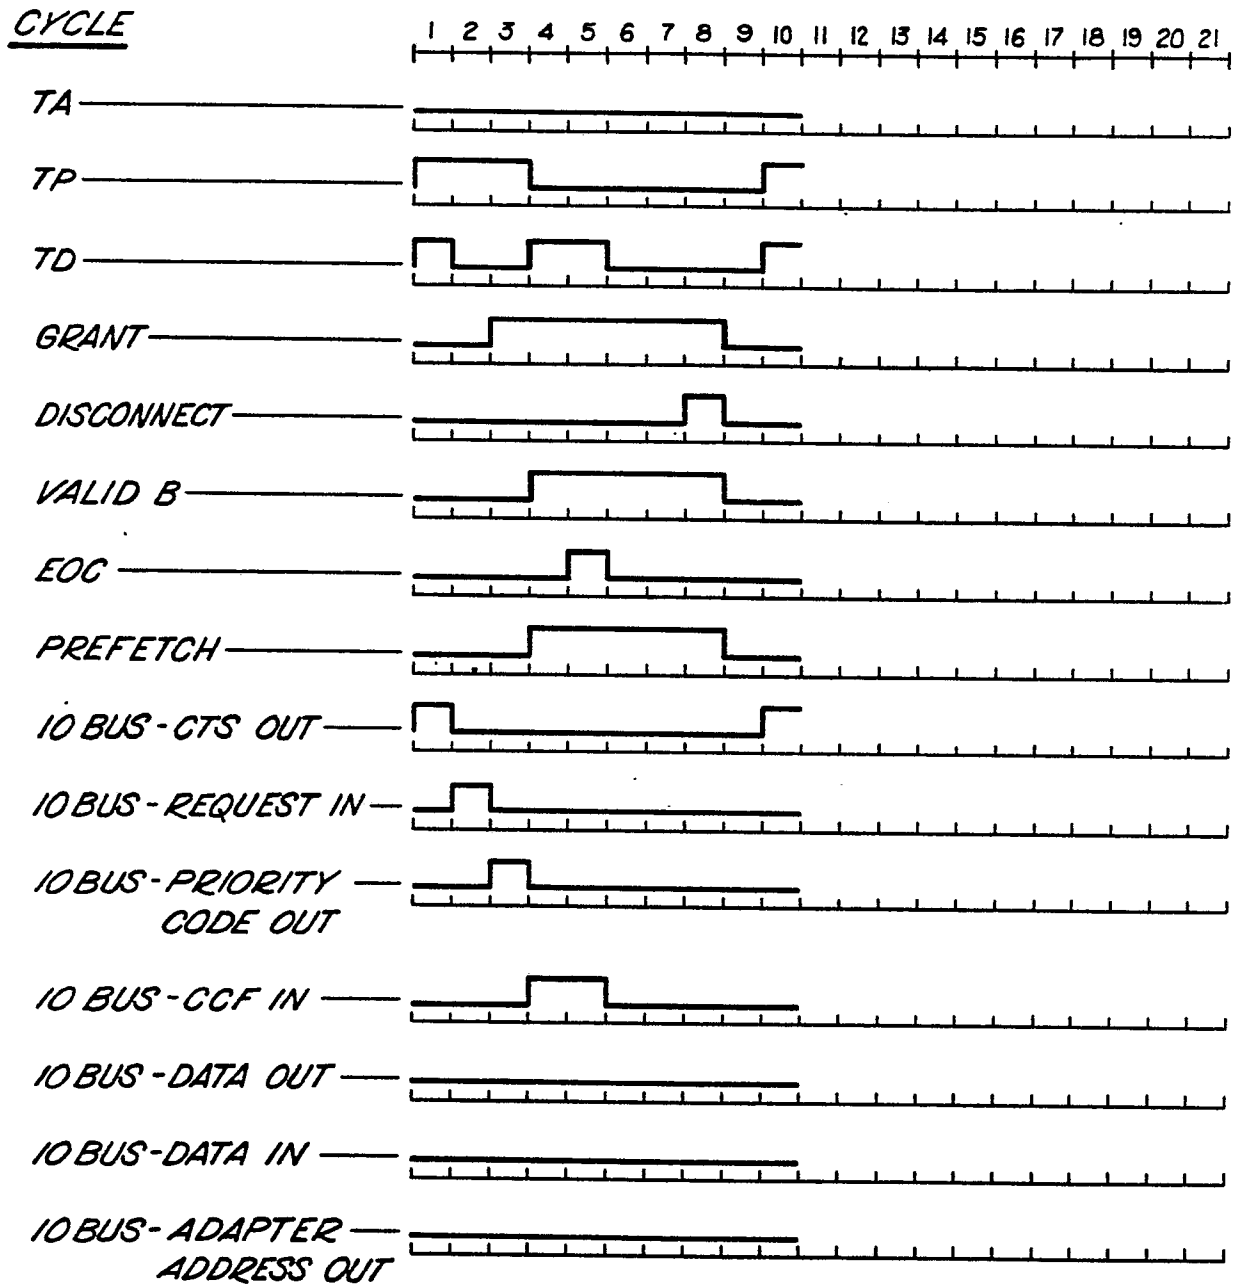 CYCLE
1 2 3 4 5 6 7 8 9 10 11 12 13 14 15 16 17 18 19 20 21
TA
TP
TD
GRANT
DISCONNECT
VALID B
EOC
PREFETCH
IO BUS-CTS OUT
IO BUS-REQUEST IN
IO BUS-PRIORITY
CODE OUT
IO BUS-CCF IN
IO BUS-DATA OUT
IO BUS-DATA IN
IO BUS-ADAPTER
ADDRESS OUT